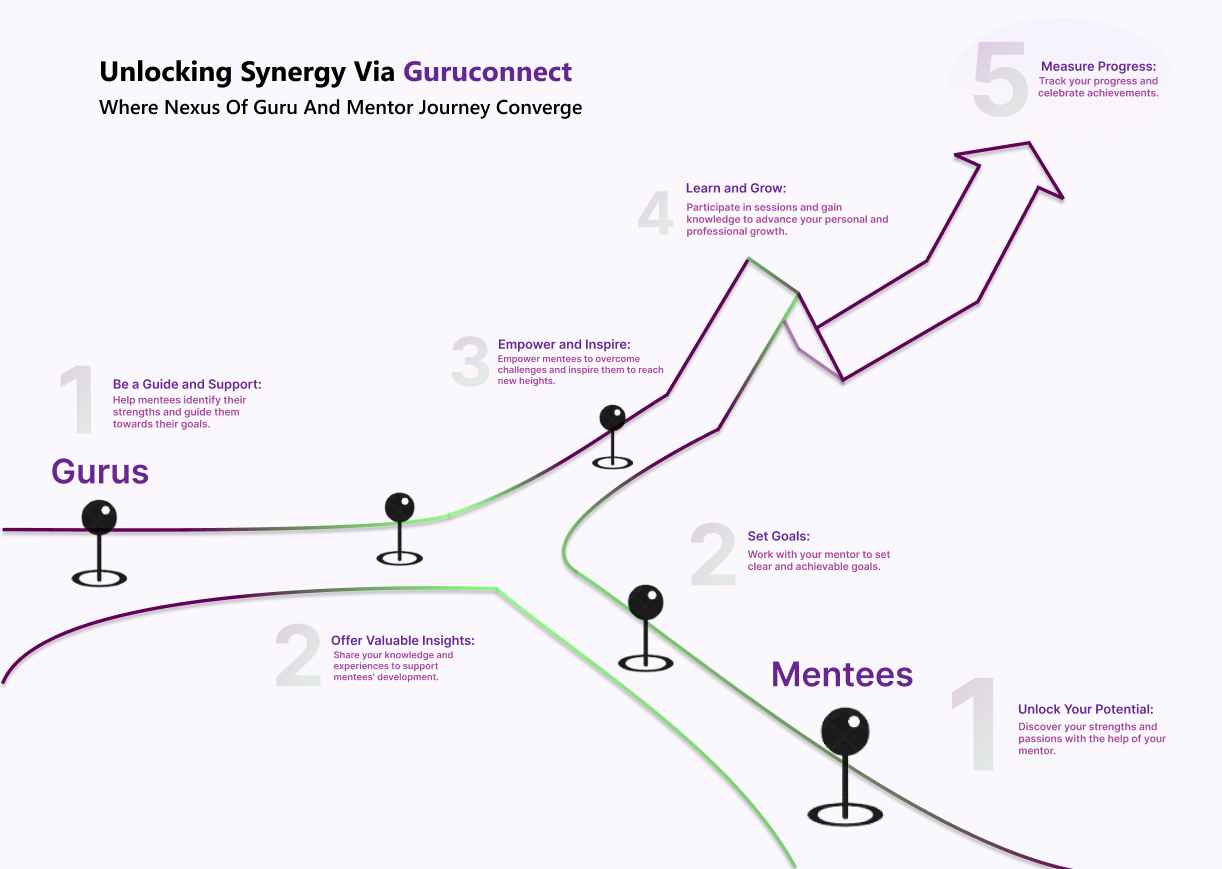 Unlocking Synergy Via Guruconnect
Where Nexus Of Guru And Mentor Journey Converge
5
Measure Progress:
Track your progress and
celebrate achievements.
4
Learn and Grow:
Participate in sessions and gain
knowledge to advance your personal and
professional growth.
3
Empower and Inspire:
Empower mentees to overcome
challenges and inspire them to reach
new heights.
1
Be a Guide and Support:
Help mentees identify their
strengths and guide them
towards their goals.
Gurus
2
Set Goals:
Work with your mentor to set
clear and achievable goals.
2
Offer Valuable Insights:
Share your knowledge and
experiences to support
mentees' development.
Mentees
1
Unlock Your Potential:
Discover your strengths and
passions with the help of your
mentor.